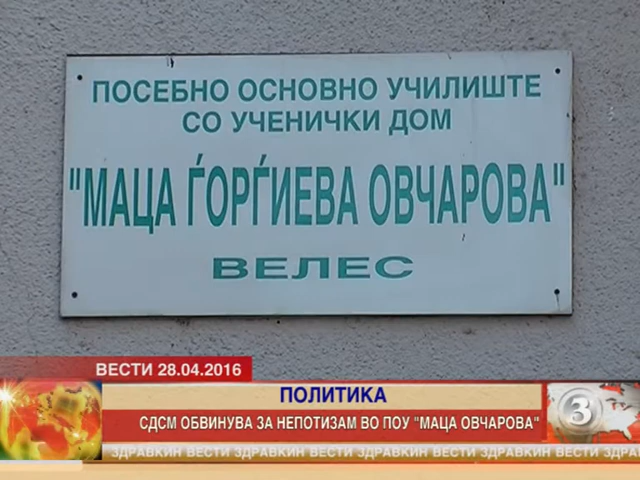 ПОСЕБНО ОСНОВНО УЧИЛИШТЕ
СО УЧЕНИЧКИ ДОМ
"МАЦА ЃОРЃИЕВА ОВЧАРОВА"
ВЕЛЕС
ВЕСТИ 28.04.2016
ПОЛИТИКА
СДСМ ОБВИНУВА ЗА НЕПОТИЗАМ ВО ПОУ "МАЦА ОВЧАРОВА"
3
ЗДРАВКИН ВЕСТИ ЗДРАВКИН ВЕСТИ ЗДРАВКИН ВЕСТИ ЗДРАВКИН ВЕСТИ ЗДРАВ